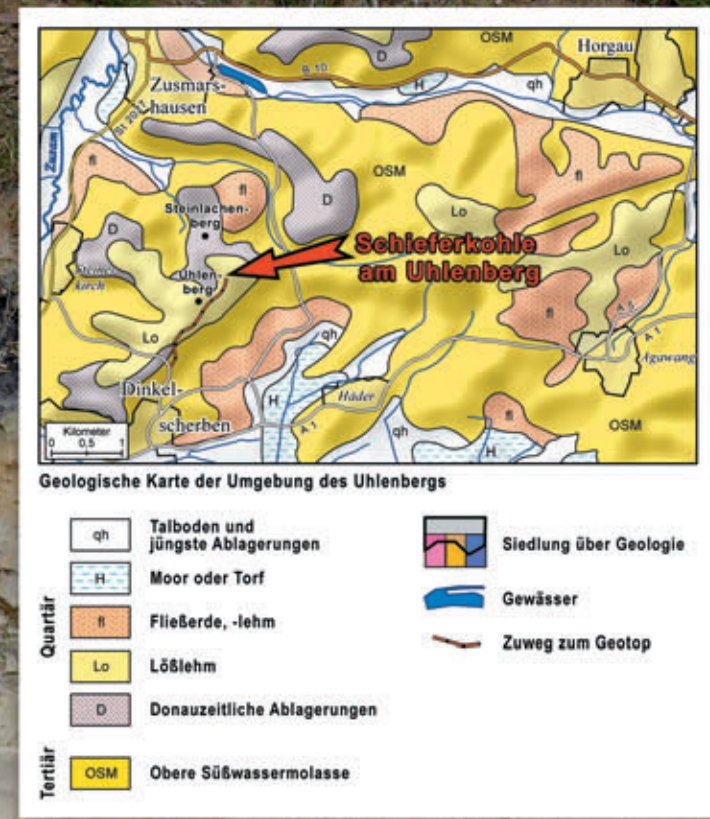 OSM
Horgau
D
B 10
H
qh
Zusmars-
hausen
St 2027
Zusam
fl
OSM
fl
D
fl
Lo
Steinlachen-
berg
D
Lo
Schieferkohle
am Uhlenberg
Uhlen-
berg
kirch
fl
Lo
qh
A 1
Agawang
Dinkel-
scherben
H
Häder
A 1
fl
OSM
qh
H
Kilometer
0 0,5 1
Geologische Karte der Umgebung des Uhlenbergs
Quartär
qh Talboden und
jüngste Ablagerungen
H Moor oder Torf
fl Fließerde, -lehm
Lo Lößlehm
D Donauzeitliche Ablagerungen
Tertiär
OSM Obere Süßwassermolasse
Siedlung über Geologie
Gewässer
Zuweg zum Geotop